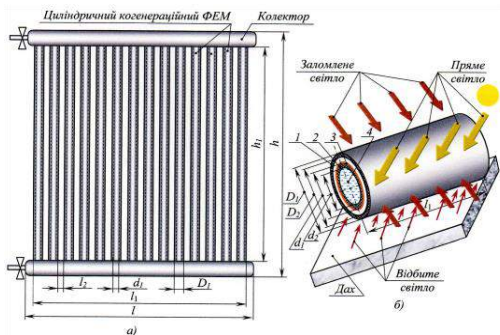 Циліндричний когенераційний ФЕМ
Колектор
h₁
h
l₂
d₁
D₁
l₁
l
а)
Заломлене світло
Пряме світло
1
2
3
4
D₁
D₂
d₁
d₂
l₁
Дах
Відбите світло
б)